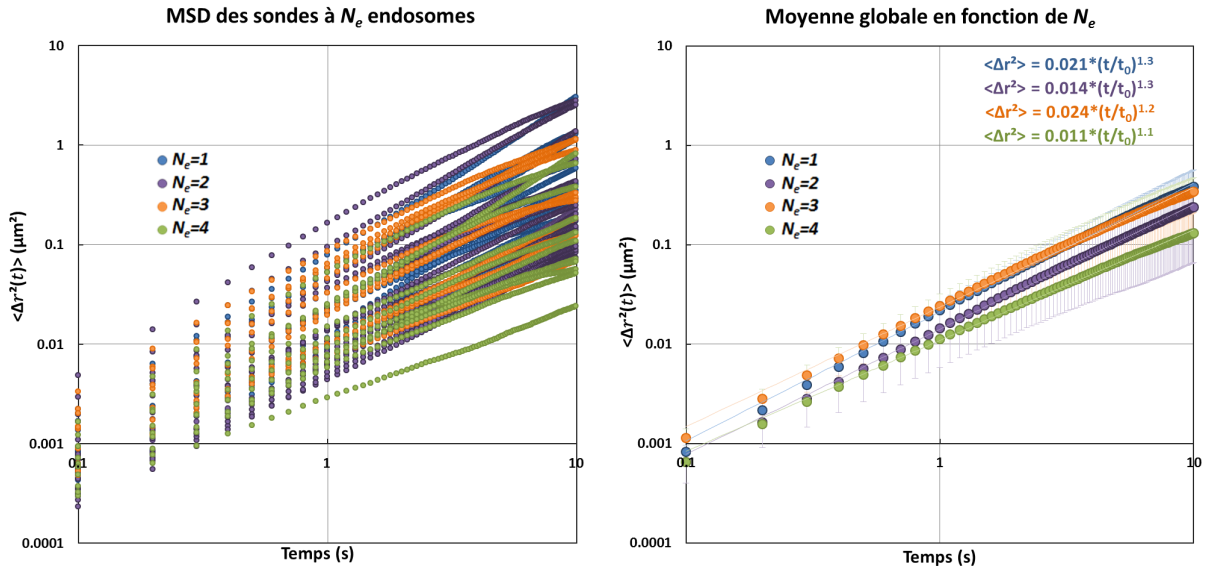 MSD des sondes à Ne endosomes
10
1
0.1
0.01
0.001
0.0001
0.1
1
10
<Δr²(t)> (µm²)
Temps (s)
Ne=1
Ne=2
Ne=3
Ne=4
Moyenne globale en fonction de Ne
10
1
0.1
0.01
0.001
0.0001
0.1
1
10
<Δr²(t)> (µm²)
Temps (s)
<Δr²> = 0.021*(t/t₀)^1.3
<Δr²> = 0.014*(t/t₀)^1.3
<Δr²> = 0.024*(t/t₀)^1.2
<Δr²> = 0.011*(t/t₀)^1.1
Ne=1
Ne=2
Ne=3
Ne=4